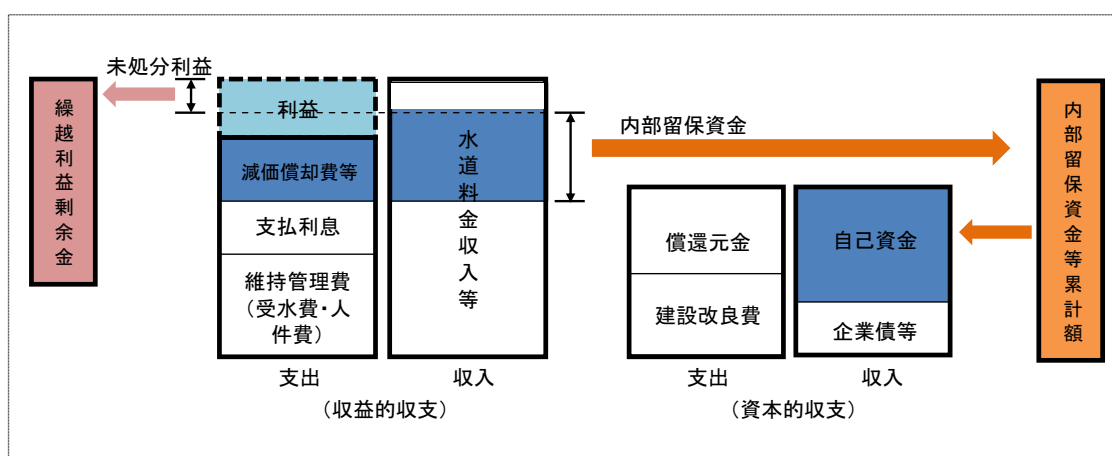 未処分利益
繰越利益剰余金
利益
減価償却費等
支払利息
維持管理費
（受水費・人
件費）
水道料金収入等
支出
収入
（収益的収支）
内部留保資金
償還元金
建設改良費
自己資金
企業債等
支出
収入
（資本的収支）
内部留保資金等累計額